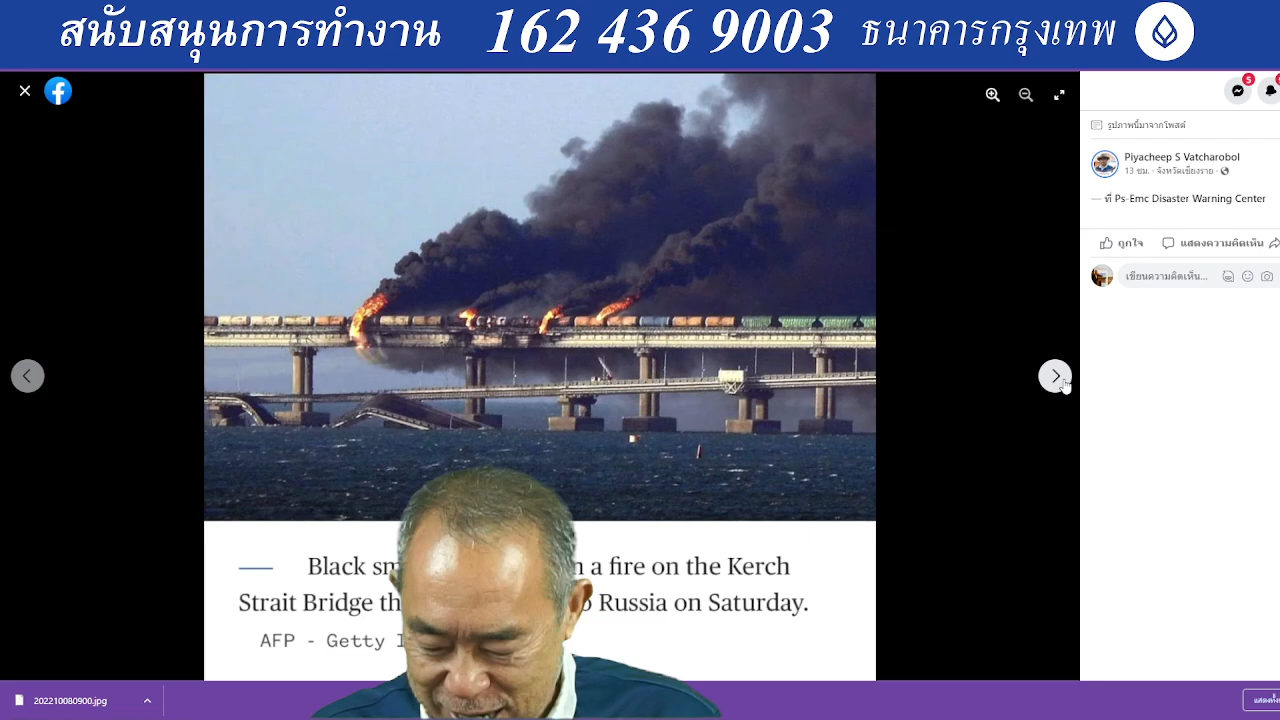 สนับสนุนการทำงาน 162 436 9003 ธนาคารกรุงเทพ
5
รูปภาพนี้มาจากโพสต์
Piyacheep S Vatcharobol
13 ชม. · จังหวัดเชียงราย ·
— ที่ Ps-Emc Disaster Warning Center
ถูกใจ แสดงความคิดเห็น
เขียนความคิดเห็น...
Black a fire on the Kerch
Strait Bridge Russia on Saturday.
AFP - Getty
202210080900.jpg